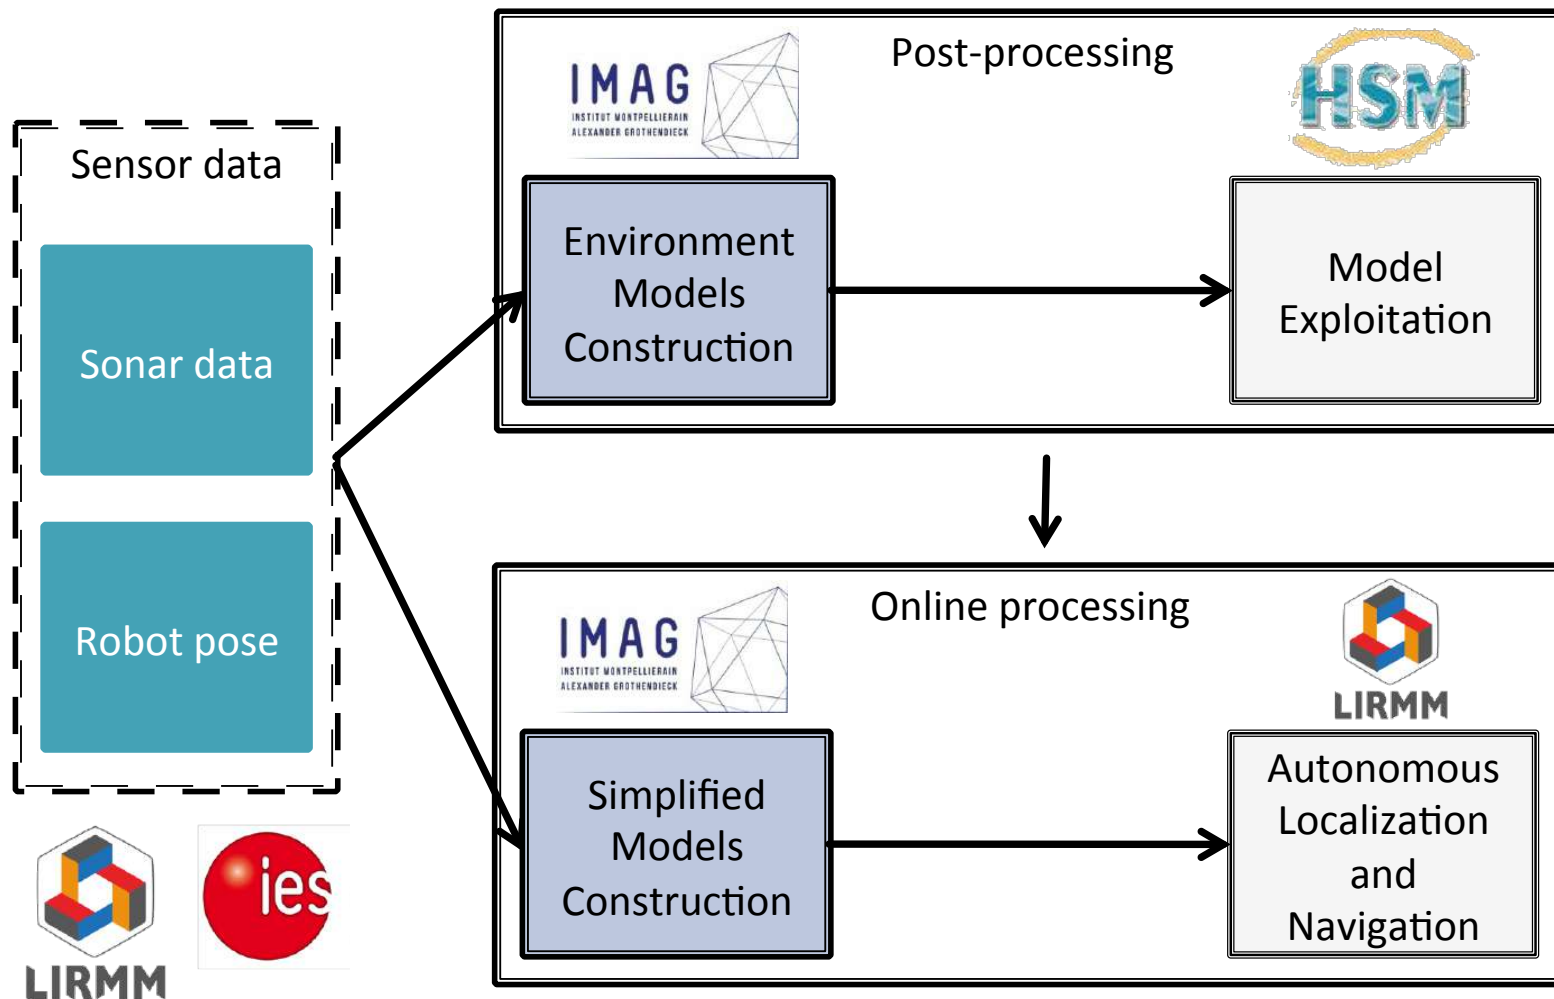 Sensor data
Sonar data
Robot pose
LIRMM
ies
IMAG
INSTITUT MONTPELLIERAIN
ALEXANDER GROTHENDIECK
Post-processing
HSM
Environment
Models
Construction
Model
Exploitation
IMAG
INSTITUT MONTPELLIERAIN
ALEXANDER GROTHENDIECK
Online processing
LIRMM
Simplified
Models
Construction
Autonomous
Localization
and
Navigation